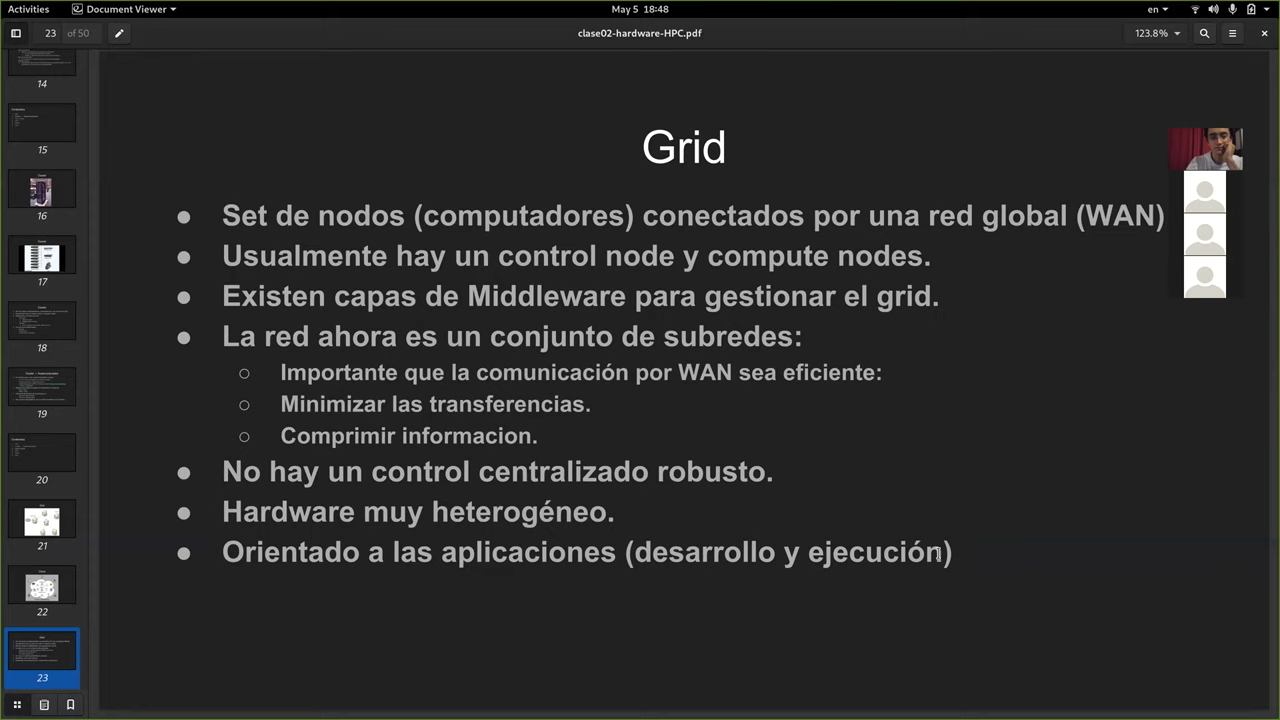 Activities
Document Viewer
May 5 18:48
en
23 of 50
clase02-hardware-HPC.pdf
123.8%
14
15
16
17
18
19
20
21
22
23
Grid
● Set de nodos (computadores) conectados por una red global (WAN)
● Usualmente hay un control node y compute nodes.
● Existen capas de Middleware para gestionar el grid.
● La red ahora es un conjunto de subredes:
○ Importante que la comunicación por WAN sea eficiente:
○ Minimizar las transferencias.
○ Comprimir informacion.
● No hay un control centralizado robusto.
● Hardware muy heterogéneo.
● Orientado a las aplicaciones (desarrollo y ejecución)